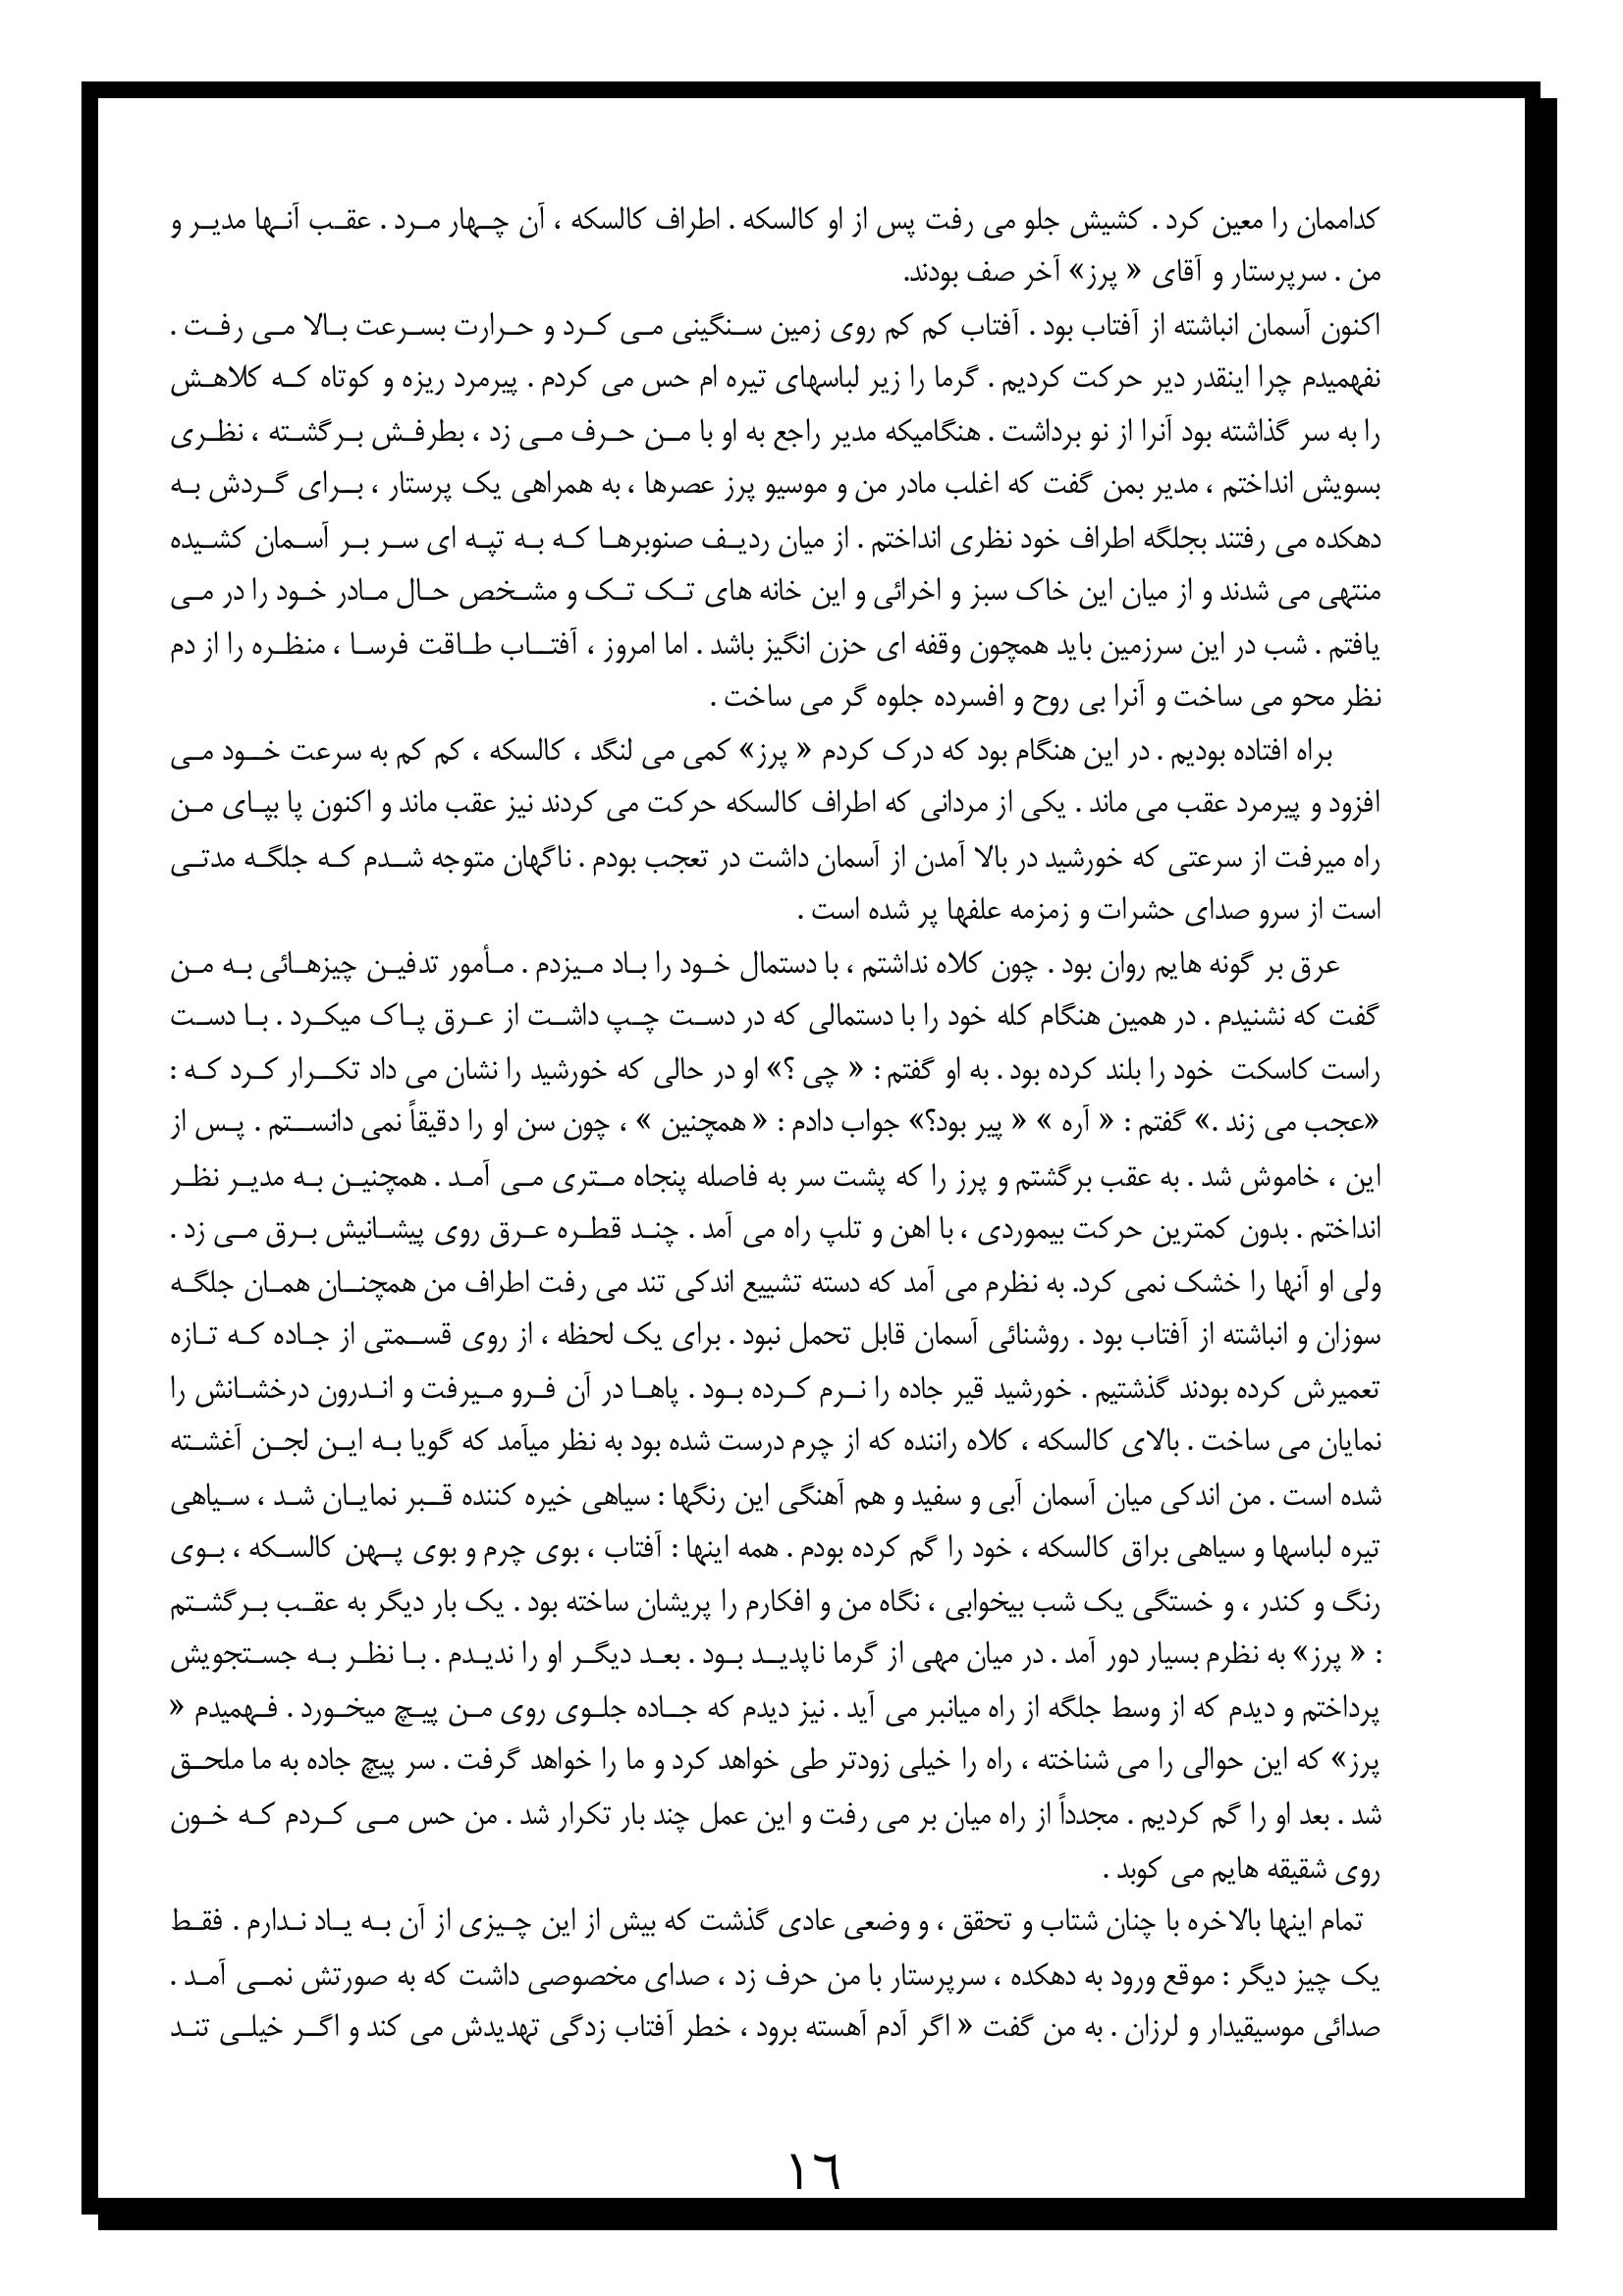 کداممان را معین کرد . کشیش جلو می رفت پس از او کالسکه . اطراف کالسکه ، آن چهار مرد . عقب آنها مدیر و
من . سرپرستار و آقای « پرز» آخر صف بودند.
اکنون آسمان انباشته از آفتاب بود . آفتاب کم کم روی زمین سنگینی می کرد و حرارت بسرعت بالا می رفت .
نفهمیدم چرا اینقدر دیر حرکت کردیم . گرما را زیر لباسهای تیره ام حس می کردم . پیرمرد ریزه و کوتاه که کلاهش
را به سر گذاشته بود آنرا از نو برداشت . هنگامیکه مدیر راجع به او با من حرف می زد ، بطرفش برگشته ، نظری
بسویش انداختم ، مدیر بمن گفت که اغلب مادر من و موسیو پرز عصرها ، به همراهی یک پرستار ، برای گردش به
دهکده می رفتند بجلگه اطراف خود نظری انداختم . از میان ردیف صنوبرها که به تپه ای سر بر آسمان کشیده
منتهی می شدند و از میان این خاک سبز و اخرائی و این خانه های تک تک و مشخص حال مادر خود را در می
یافتم . شب در این سرزمین باید همچون وقفه ای حزن انگیز باشد . اما امروز ، آفتاب طاقت فرسا ، منظره را از دم
نظر محو می ساخت و آنرا بی روح و افسرده جلوه گر می ساخت .
براه افتاده بودیم . در این هنگام بود که درک کردم « پرز» کمی می لنگد ، کالسکه ، کم کم به سرعت خود می
افزود و پیرمرد عقب می ماند . یکی از مردانی که اطراف کالسکه حرکت می کردند نیز عقب ماند و اکنون پا بپای من
راه میرفت از سرعتی که خورشید در بالا آمدن از آسمان داشت در تعجب بودم . ناگهان متوجه شدم که جلگه مدتی
است از سرو صدای حشرات و زمزمه علفها پر شده است .
عرق بر گونه هایم روان بود . چون کلاه نداشتم ، با دستمال خود را باد میزدم . مأمور تدفین چیزهائی به من
گفت که نشنیدم . در همین هنگام کله خود را با دستمالی که در دست چپ داشت از عرق پاک میکرد . با دست
راست کاسکت خود را بلند کرده بود . به او گفتم : « چی ؟» او در حالی که خورشید را نشان می داد تکرار کرد که :
«عجب می زند .» گفتم : « آره » « پیر بود؟» جواب دادم : « همچنین » ، چون سن او را دقیقاً نمی دانستم . پس از
این ، خاموش شد . به عقب برگشتم و پرز را که پشت سر به فاصله پنجاه متری می آمد . همچنین به مدیر نظر
انداختم . بدون کمترین حرکت بیموردی ، با اهن و تلپ راه می آمد . چند قطره عرق روی پیشانیش برق می زد .
ولی او آنها را خشک نمی کرد. به نظرم می آمد که دسته تشییع اندکی تند می رفت اطراف من همچنان همان جلگه
سوزان و انباشته از آفتاب بود . روشنائی آسمان قابل تحمل نبود . برای یک لحظه ، از روی قسمتی از جاده که تازه
تعمیرش کرده بودند گذشتیم . خورشید قیر جاده را نرم کرده بود . پاها در آن فرو میرفت و اندرون درخشانش را
نمایان می ساخت . بالای کالسکه ، کلاه راننده که از چرم درست شده بود به نظر میآمد که گویا به این لجن آغشته
شده است . من اندکی میان آسمان آبی و سفید و هم آهنگی این رنگها : سیاهی خیره کننده قبر نمایان شد ، سیاهی
تیره لباسها و سیاهی براق کالسکه ، خود را گم کرده بودم . همه اینها : آفتاب ، بوی چرم و بوی پهن کالسکه ، بوی
رنگ و کندر ، و خستگی یک شب بیخوابی ، نگاه من و افکارم را پریشان ساخته بود . یک بار دیگر به عقب برگشتم
: « پرز» به نظرم بسیار دور آمد . در میان مهی از گرما ناپدید بود . بعد دیگر او را ندیدم . با نظر به جستجویش
پرداختم و دیدم که از وسط جلگه از راه میانبر می آید . نیز دیدم که جاده جلوی روی من پیچ میخورد . فهمیدم «
پرز» که این حوالی را می شناخته ، راه را خیلی زودتر طی خواهد کرد و ما را خواهد گرفت . سر پیچ جاده به ما ملحق
شد . بعد او را گم کردیم . مجدداً از راه میان بر می رفت و این عمل چند بار تکرار شد . من حس می کردم که خون
روی شقیقه هایم می کوبد .
تمام اینها بالاخره با چنان شتاب و تحقق ، و وضعی عادی گذشت که بیش از این چیزی از آن به یاد ندارم . فقط
یک چیز دیگر : موقع ورود به دهکده ، سرپرستار با من حرف زد ، صدای مخصوصی داشت که به صورتش نمی آمد .
صدائی موسیقیدار و لرزان . به من گفت « اگر آدم آهسته برود ، خطر آفتاب زدگی تهدیدش می کند و اگر خیلی تند
١٦